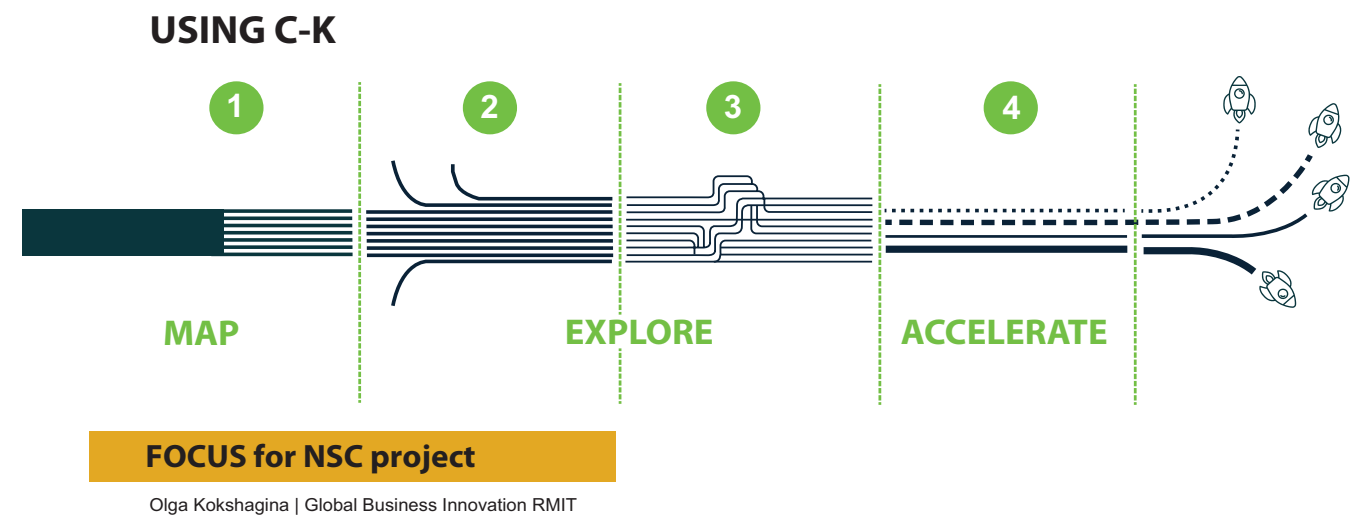 USING C-K
1
2
3
4
MAP
EXPLORE
ACCELERATE
FOCUS for NSC project
Olga Kokshagina | Global Business Innovation RMIT